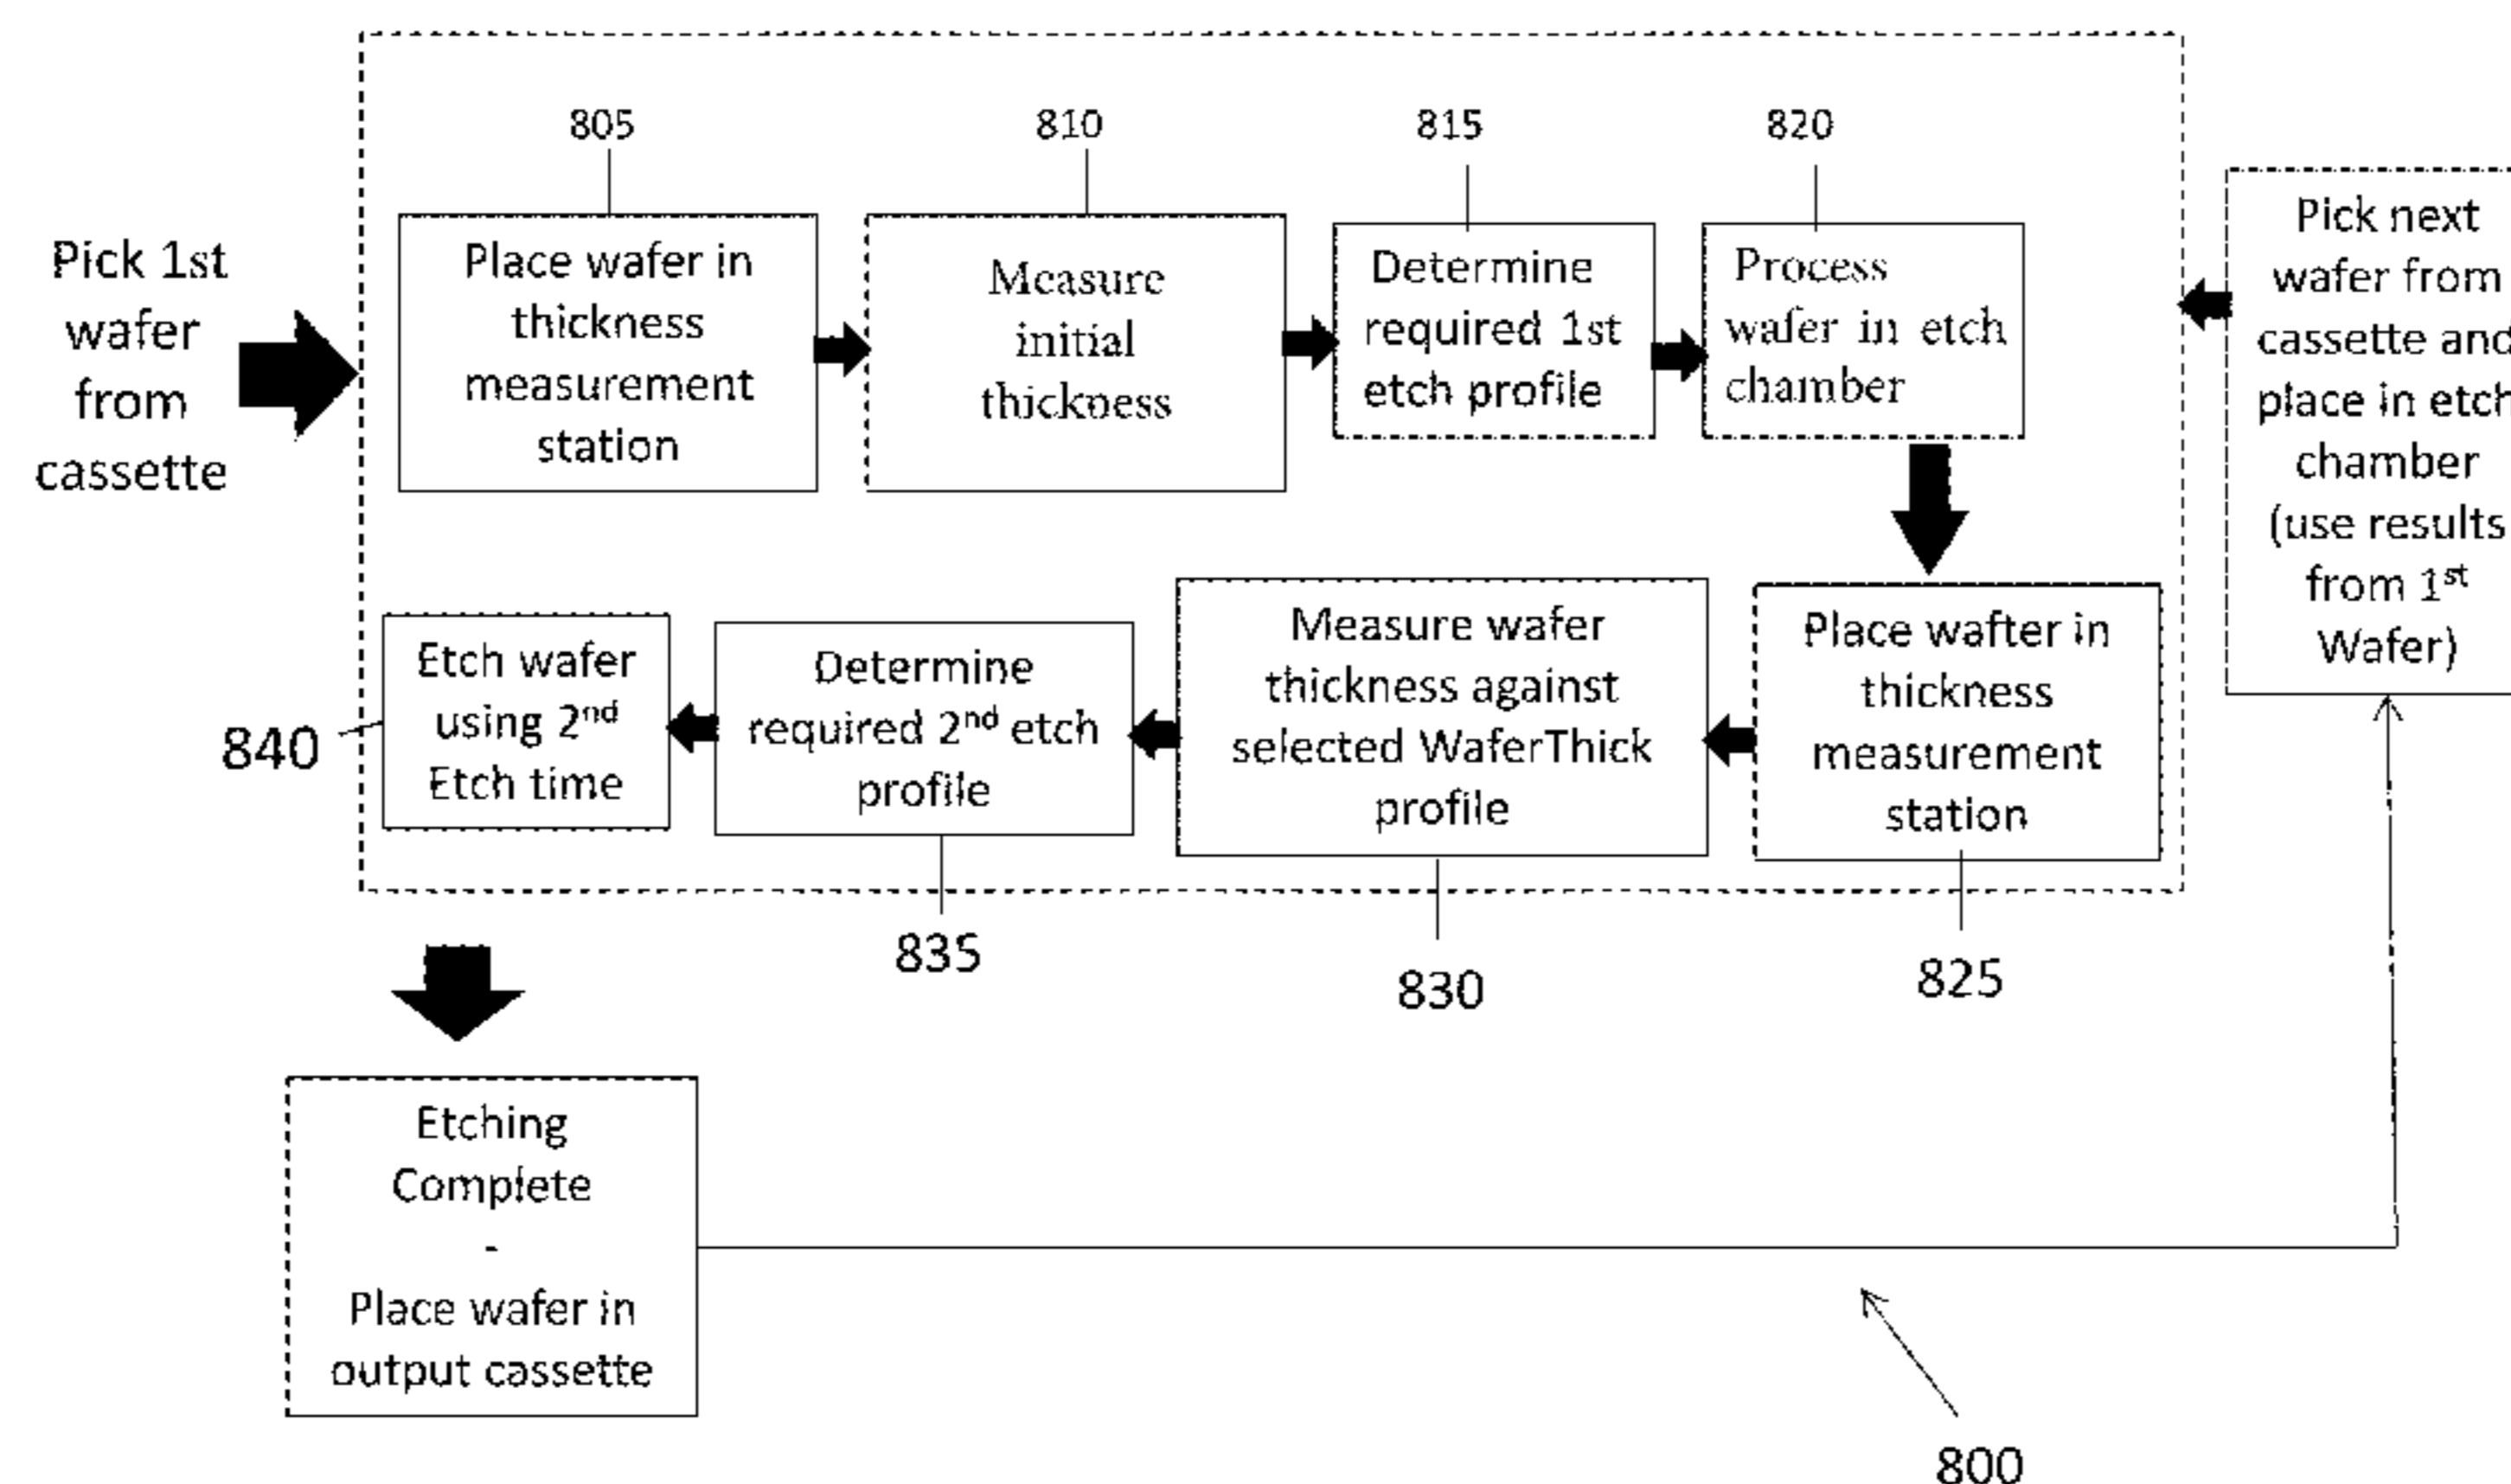 805
810
815
820
Pick 1st
wafer
from
cassette
Place wafer in
thickness
measurement
station
Measure
initial
thickness
Determine
required 1st
etch profile
Process
wafer in etch
chamber
Pick next
wafer from
cassette and
place in etch
chamber
(use results
from 1st
Wafer)
Place wafter in
thickness
measurement
station
Measure wafer
thickness against
selected WaferThick
profile
Determine
required 2nd etch
profile
Etch wafer
using 2nd
Etch time
840
835
830
825
Etching
Complete
-
Place wafer in
output cassette
800